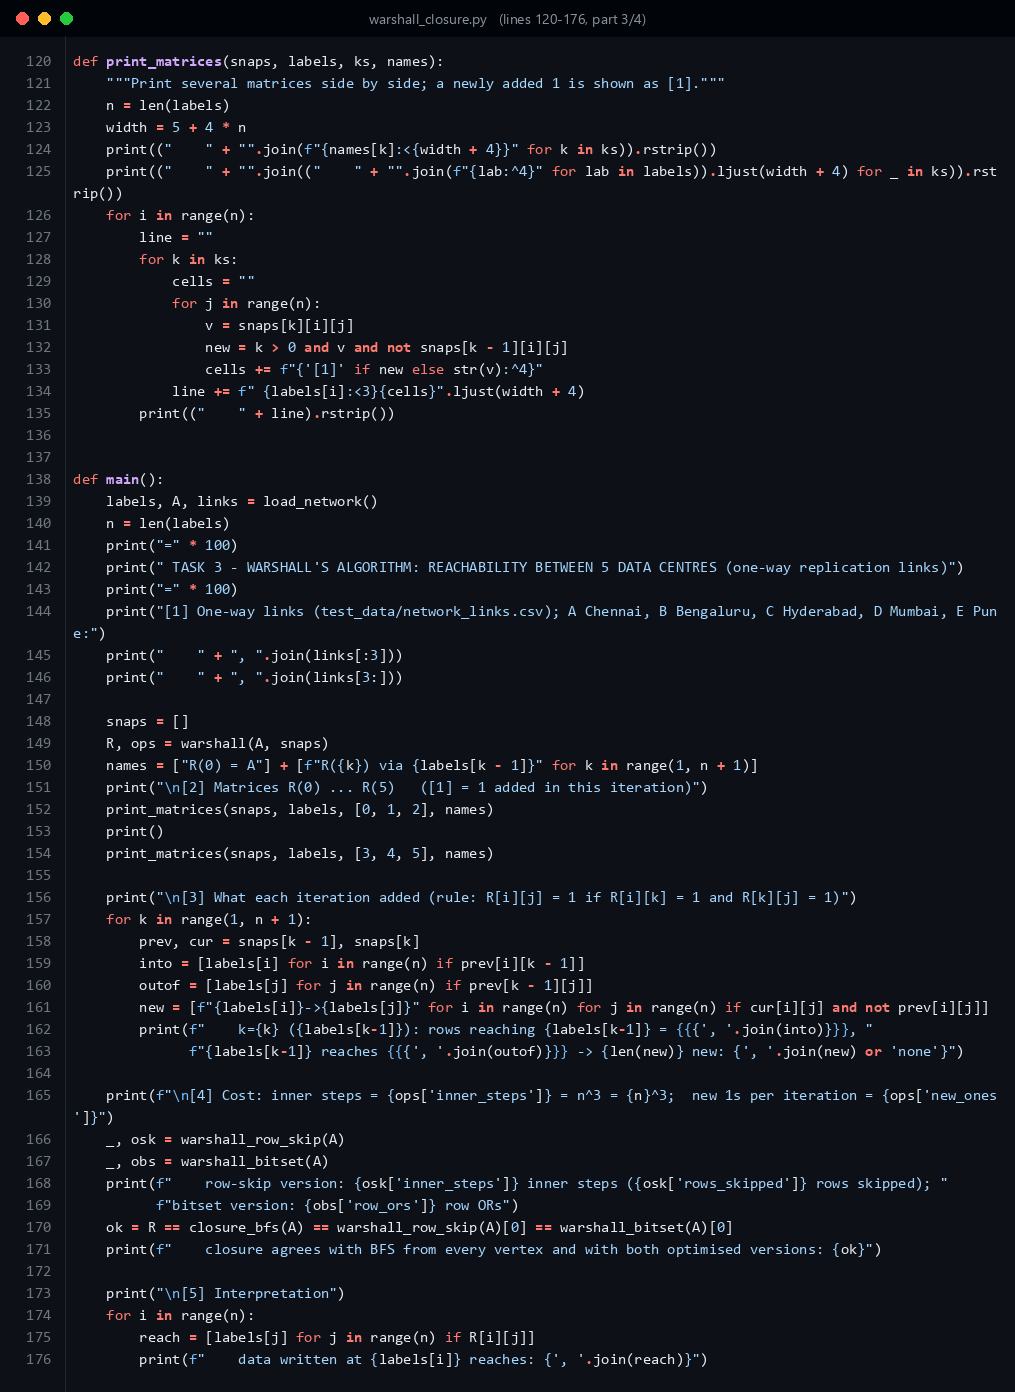 warshall_closure.py   (lines 120-176, part 3/4)
120 def print_matrices(snaps, labels, ks, names):
121     """Print several matrices side by side; a newly added 1 is shown as [1]."""
122     n = len(labels)
123     width = 5 + 4 * n
124     print(("    " + "".join(f"{names[k]:<{width + 4}}" for k in ks)).rstrip())
125     print(("    " + "".join(("    " + "".join(f"{lab:^4}" for lab in labels)).ljust(width + 4) for _ in ks)).rst
rip())
126     for i in range(n):
127         line = ""
128         for k in ks:
129             cells = ""
130             for j in range(n):
131                 v = snaps[k][i][j]
132                 new = k > 0 and v and not snaps[k - 1][i][j]
133                 cells += f"{'[1]' if new else str(v):^4}"
134             line += f" {labels[i]:<3}{cells}".ljust(width + 4)
135         print(("    " + line).rstrip())
136
137
138 def main():
139     labels, A, links = load_network()
140     n = len(labels)
141     print("=" * 100)
142     print(" TASK 3 - WARSHALL'S ALGORITHM: REACHABILITY BETWEEN 5 DATA CENTRES (one-way replication links)")
143     print("=" * 100)
144     print("[1] One-way links (test_data/network_links.csv); A Chennai, B Bengaluru, C Hyderabad, D Mumbai, E Pun
e:")
145     print("    " + ", ".join(links[:3]))
146     print("    " + ", ".join(links[3:]))
147
148     snaps = []
149     R, ops = warshall(A, snaps)
150     names = ["R(0) = A"] + [f"R({k}) via {labels[k - 1]}" for k in range(1, n + 1)]
151     print("\n[2] Matrices R(0) ... R(5)   ([1] = 1 added in this iteration)")
152     print_matrices(snaps, labels, [0, 1, 2], names)
153     print()
154     print_matrices(snaps, labels, [3, 4, 5], names)
155
156     print("\n[3] What each iteration added (rule: R[i][j] = 1 if R[i][k] = 1 and R[k][j] = 1)")
157     for k in range(1, n + 1):
158         prev, cur = snaps[k - 1], snaps[k]
159         into = [labels[i] for i in range(n) if prev[i][k - 1]]
160         outof = [labels[j] for j in range(n) if prev[k - 1][j]]
161         new = [f"{labels[i]}->{labels[j]}" for i in range(n) for j in range(n) if cur[i][j] and not prev[i][j]]
162         print(f"    k={k} ({labels[k-1]}): rows reaching {labels[k-1]} = {{{', '.join(into)}}}, "
163               f"{labels[k-1]} reaches {{{', '.join(outof)}}} -> {len(new)} new: {', '.join(new) or 'none'}")
164
165     print(f"\n[4] Cost: inner steps = {ops['inner_steps']} = n^3 = {n}^3;  new 1s per iteration = {ops['new_ones
']}")
166     _, osk = warshall_row_skip(A)
167     _, obs = warshall_bitset(A)
168     print(f"    row-skip version: {osk['inner_steps']} inner steps ({osk['rows_skipped']} rows skipped); "
169           f"bitset version: {obs['row_ors']} row ORs")
170     ok = R == closure_bfs(A) == warshall_row_skip(A)[0] == warshall_bitset(A)[0]
171     print(f"    closure agrees with BFS from every vertex and with both optimised versions: {ok}")
172
173     print("\n[5] Interpretation")
174     for i in range(n):
175         reach = [labels[j] for j in range(n) if R[i][j]]
176         print(f"    data written at {labels[i]} reaches: {', '.join(reach)}")